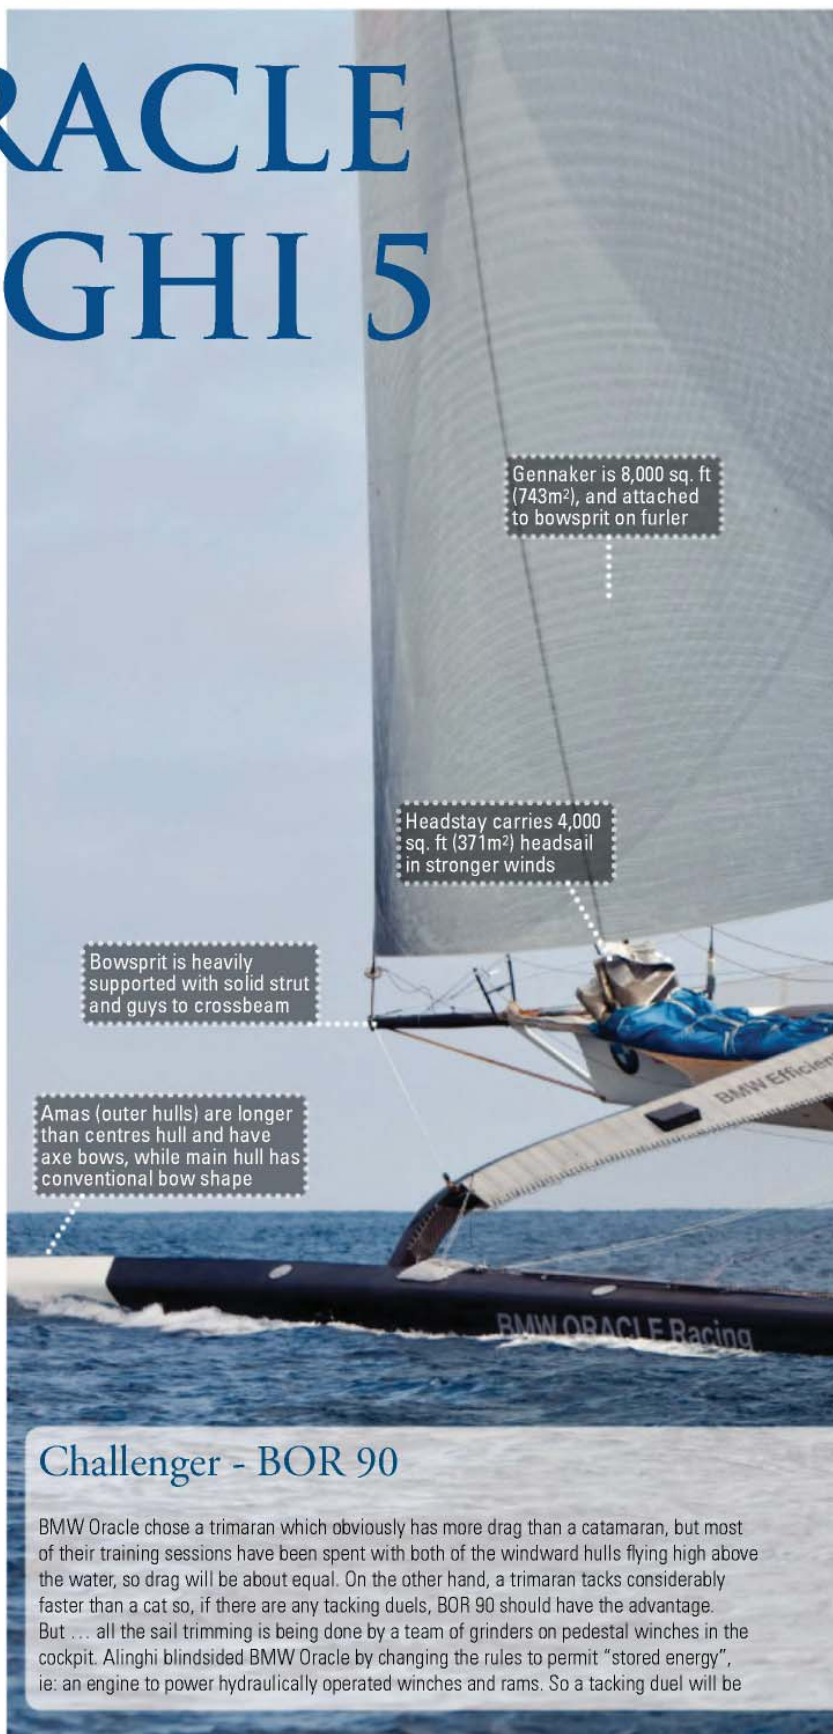 RACLE
GHI 5
Gennaker is 8,000 sq. ft
(743m²), and attached
to bowsprit on furler
Headstay carries 4,000
sq. ft (371m²) headsail
in stronger winds
Bowsprit is heavily
supported with solid strut
and guys to crossbeam
BMW Efficien
Amas (outer hulls) are longer
than centres hull and have
axe bows, while main hull has
conventional bow shape
BMW ORACLE Racing
Challenger - BOR 90
BMW Oracle chose a trimaran which obviously has more drag than a catamaran, but most
of their training sessions have been spent with both of the windward hulls flying high above
the water, so drag will be about equal. On the other hand, a trimaran tacks considerably
faster than a cat so, if there are any tacking duels, BOR 90 should have the advantage.
But … all the sail trimming is being done by a team of grinders on pedestal winches in the
cockpit. Alinghi blindsided BMW Oracle by changing the rules to permit “stored energy”,
ie: an engine to power hydraulically operated winches and rams. So a tacking duel will be